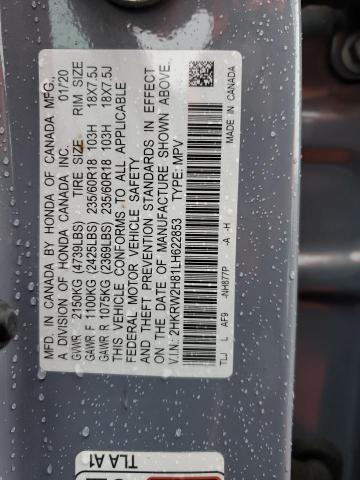 MFD. IN CANADA BY HONDA OF CANADA MFG.,
A DIVISION OF HONDA CANADA INC. 01/20
GVWR 2150KG (4739LBS) TIRE SIZE RIM SIZE
GAWR F 1100KG (2425LBS) 235/60R18 103H 18X7.5J
GAWR R 1075KG (2369LBS) 235/60R18 103H 18X7.5J
THIS VEHICLE CONFORMS TO ALL APPLICABLE
FEDERAL MOTOR VEHICLE SAFETY
AND THEFT PREVENTION STANDARDS IN EFFECT
ON THE DATE OF MANUFACTURE SHOWN ABOVE.
V.I.N.: 2HKRW2H81LH622853 TYPE: MPV
TLJ L AF9 -NH877P -A -H
MADE IN CANADA
TLA A1